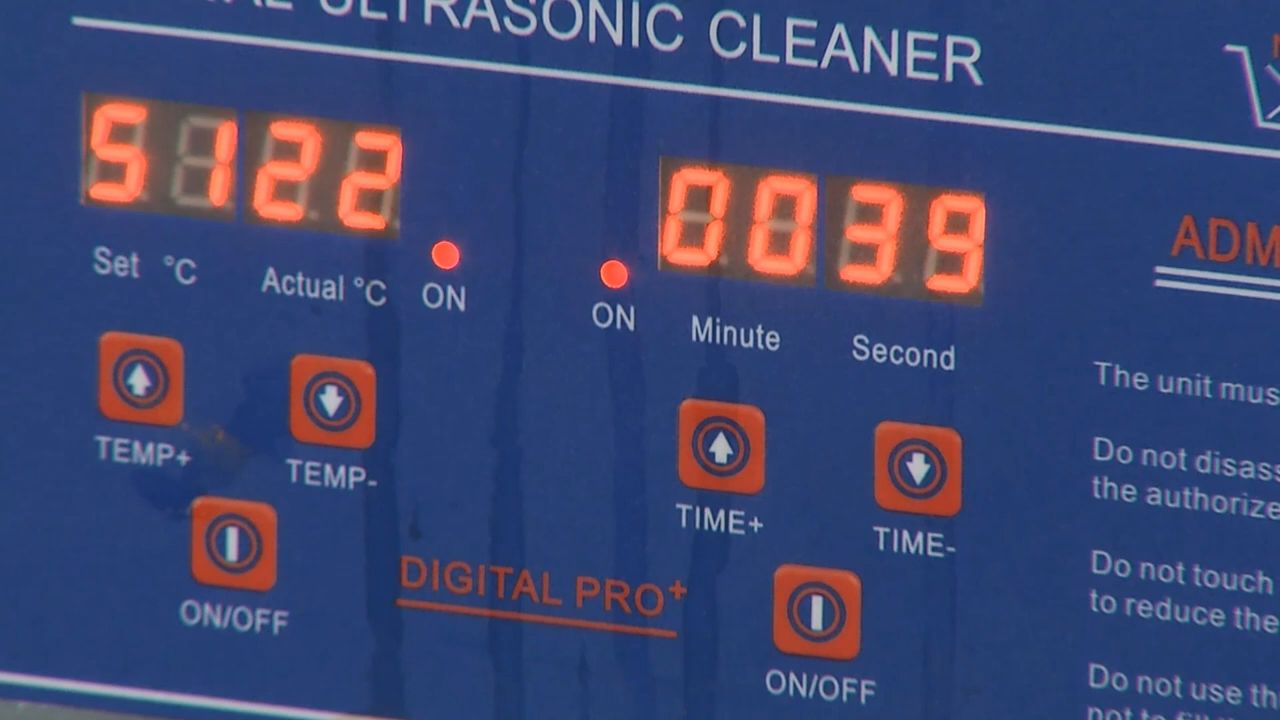 ULTRASONIC CLEANER
5122
0039
Set °C
Actual °C
ON
ON
Minute
Second
TEMP+
TEMP-
TIME+
TIME-
ON/OFF
DIGITAL PRO+
ON/OFF
ADM
The unit mus
Do not disass
the authorize
Do not touch
to reduce the
Do not use th